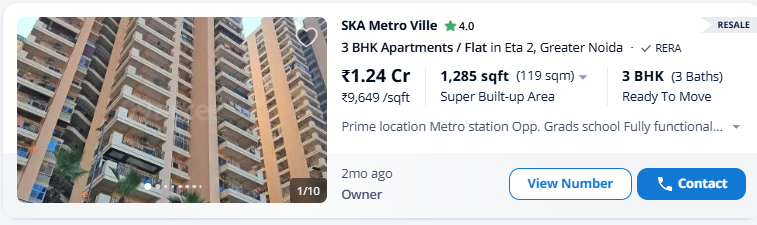 SKA Metro Ville ★ 4.0
RESALE
3 BHK Apartments / Flat in Eta 2, Greater Noida · ✓ RERA
₹1.24 Cr 1,285 sqft (119 sqm) 3 BHK (3 Baths)
₹9,649 /sqft Super Built-up Area Ready To Move
Prime location Metro station Opp. Grads school Fully functional...
1/10
2mo ago
Owner
View Number
Contact